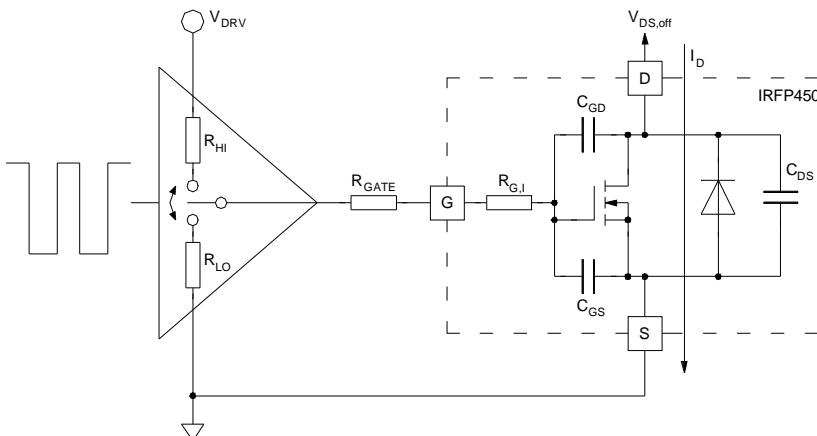 V_DRV
V_DS,off
I_D
D
IRFP450
C_GD
R_HI
C_DS
R_GATE
R_G,I
G
R_LO
C_GS
S